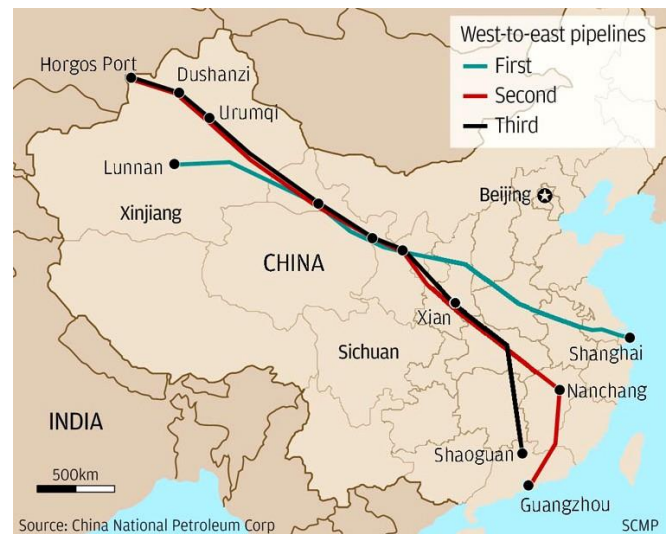 West-to-east pipelines
First
Second
Third
Horgos Port
Dushanzi
Urumqi
Lunnan
Beijing
Xinjiang
CHINA
Xian
Shanghai
Sichuan
Nanchang
INDIA
Shaoguan
500km
Guangzhou
Source: China National Petroleum Corp
SCMP